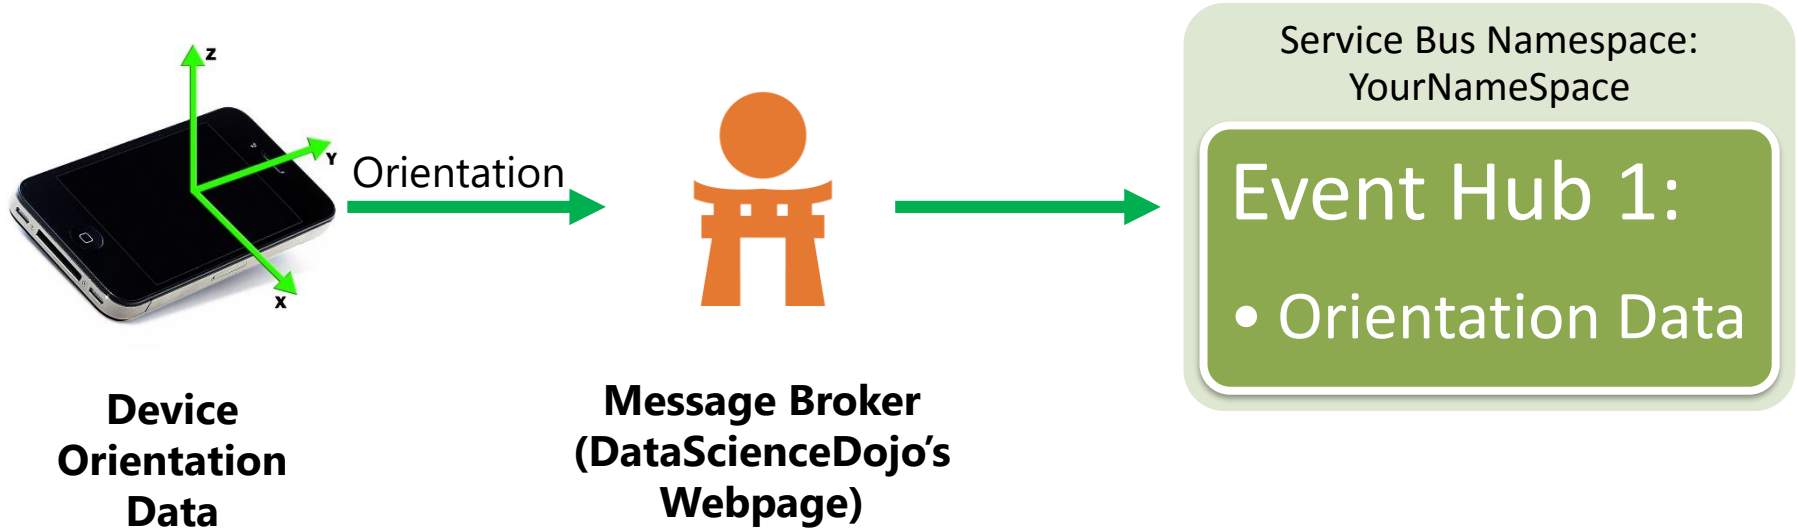 Z
Y
X
Orientation
Device
Orientation
Data
Message Broker
(DataScienceDojo’s
Webpage)
Service Bus Namespace:
YourNameSpace
Event Hub 1:
• Orientation Data